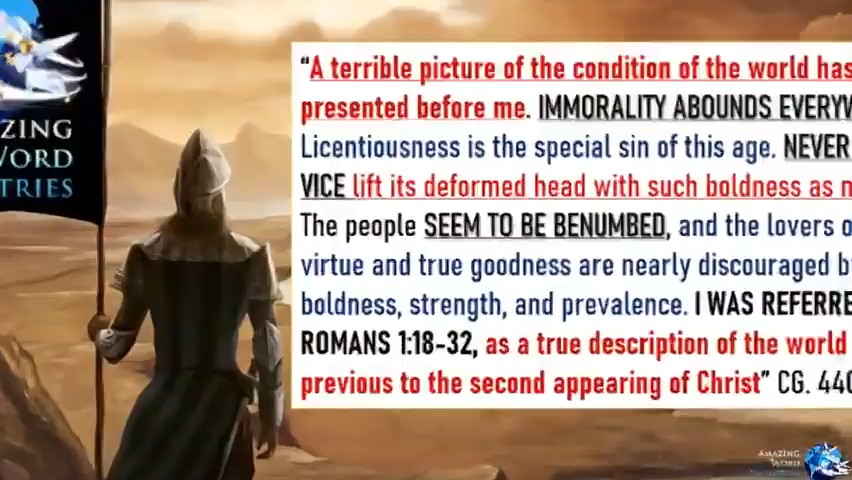 ZING
WORD
TRIES
“A terrible picture of the condition of the world has
presented before me. IMMORALITY ABOUNDS
Licentiousness is the special sin of this age. NEVER
VICE lift its deformed head with such boldness as
The people SEEM TO BE BENUMBED, and the lovers
virtue and true goodness are nearly discouraged
boldness, strength, and prevalence. I WAS
ROMANS 1:18-32, as a true description of the world
previous to the second appearing of Christ” CG. 440
AMAZING
WORD